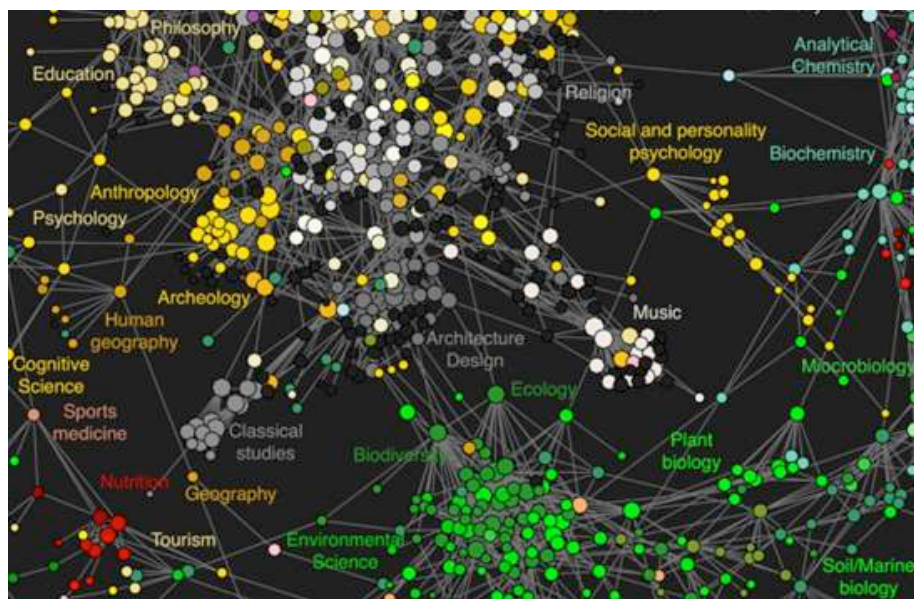 Philosophy
Education
Religion
Analytical
Chemistry
Social and personality
psychology
Biochemistry
Anthropology
Psychology
Archeology
Human
geography
Music
Architecture
Design
Miocrobiology
Cognitive
Science
Ecology
Sports
medicine
Classical
studies
Biodiversity
Plant
biology
Nutrition
Geography
Tourism
Environmental
Science
Soil/Marine
biology